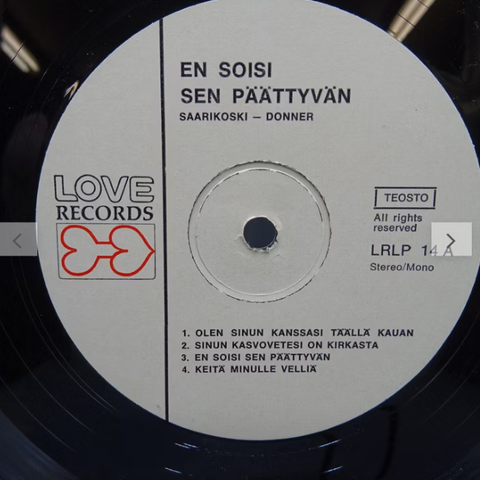 EN SOISI
SEN PÄÄTTYVÄN
SAARIKOSKI – DONNER
LOVE
RECORDS
TEOSTO
All rights
reserved
LRLP 14 A
Stereo/Mono
1. OLEN SINUN KANSSASI TÄÄLLÄ KAUAN
2. SINUN KASVOVETESI ON KIRKASTA
3. EN SOISI SEN PÄÄTTYVÄN
4. KEITÄ MINULLE VELLIÄ